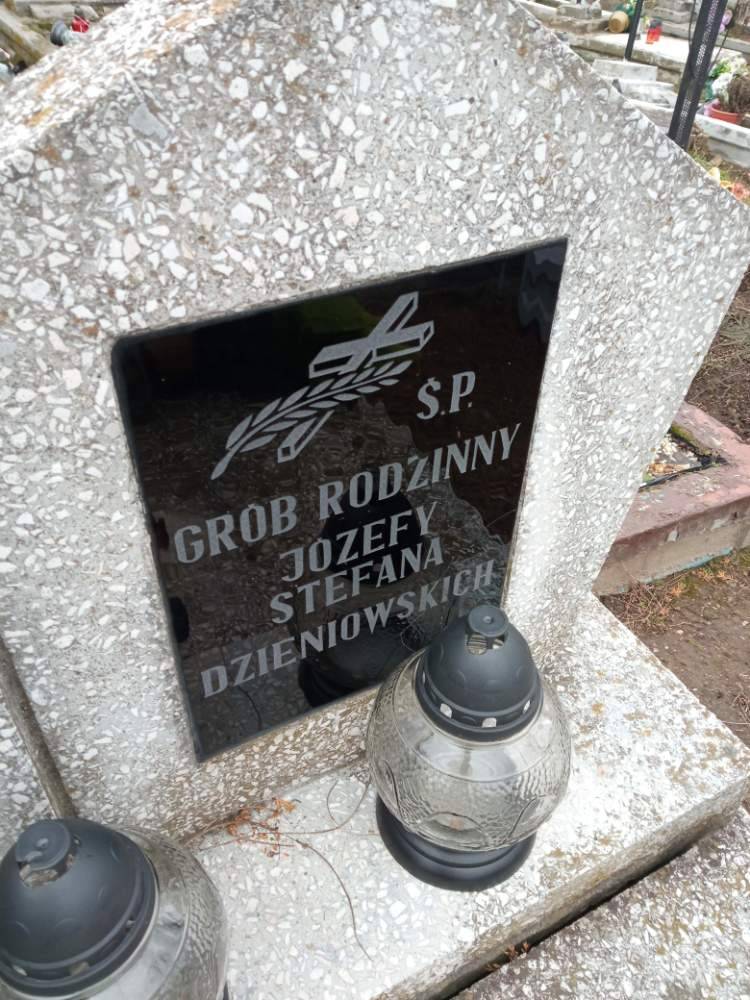 Ś.P.
GRÓB RODZINNY
JÓZEFY
STEFANA
DZIENIOWSKICH